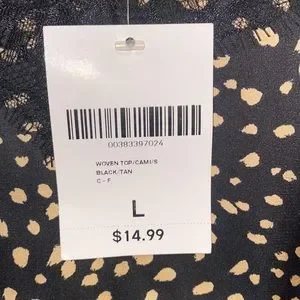 00383397024
WOVEN TOP/CAMI/S
BLACK/TAN
C - F
L
$14.99